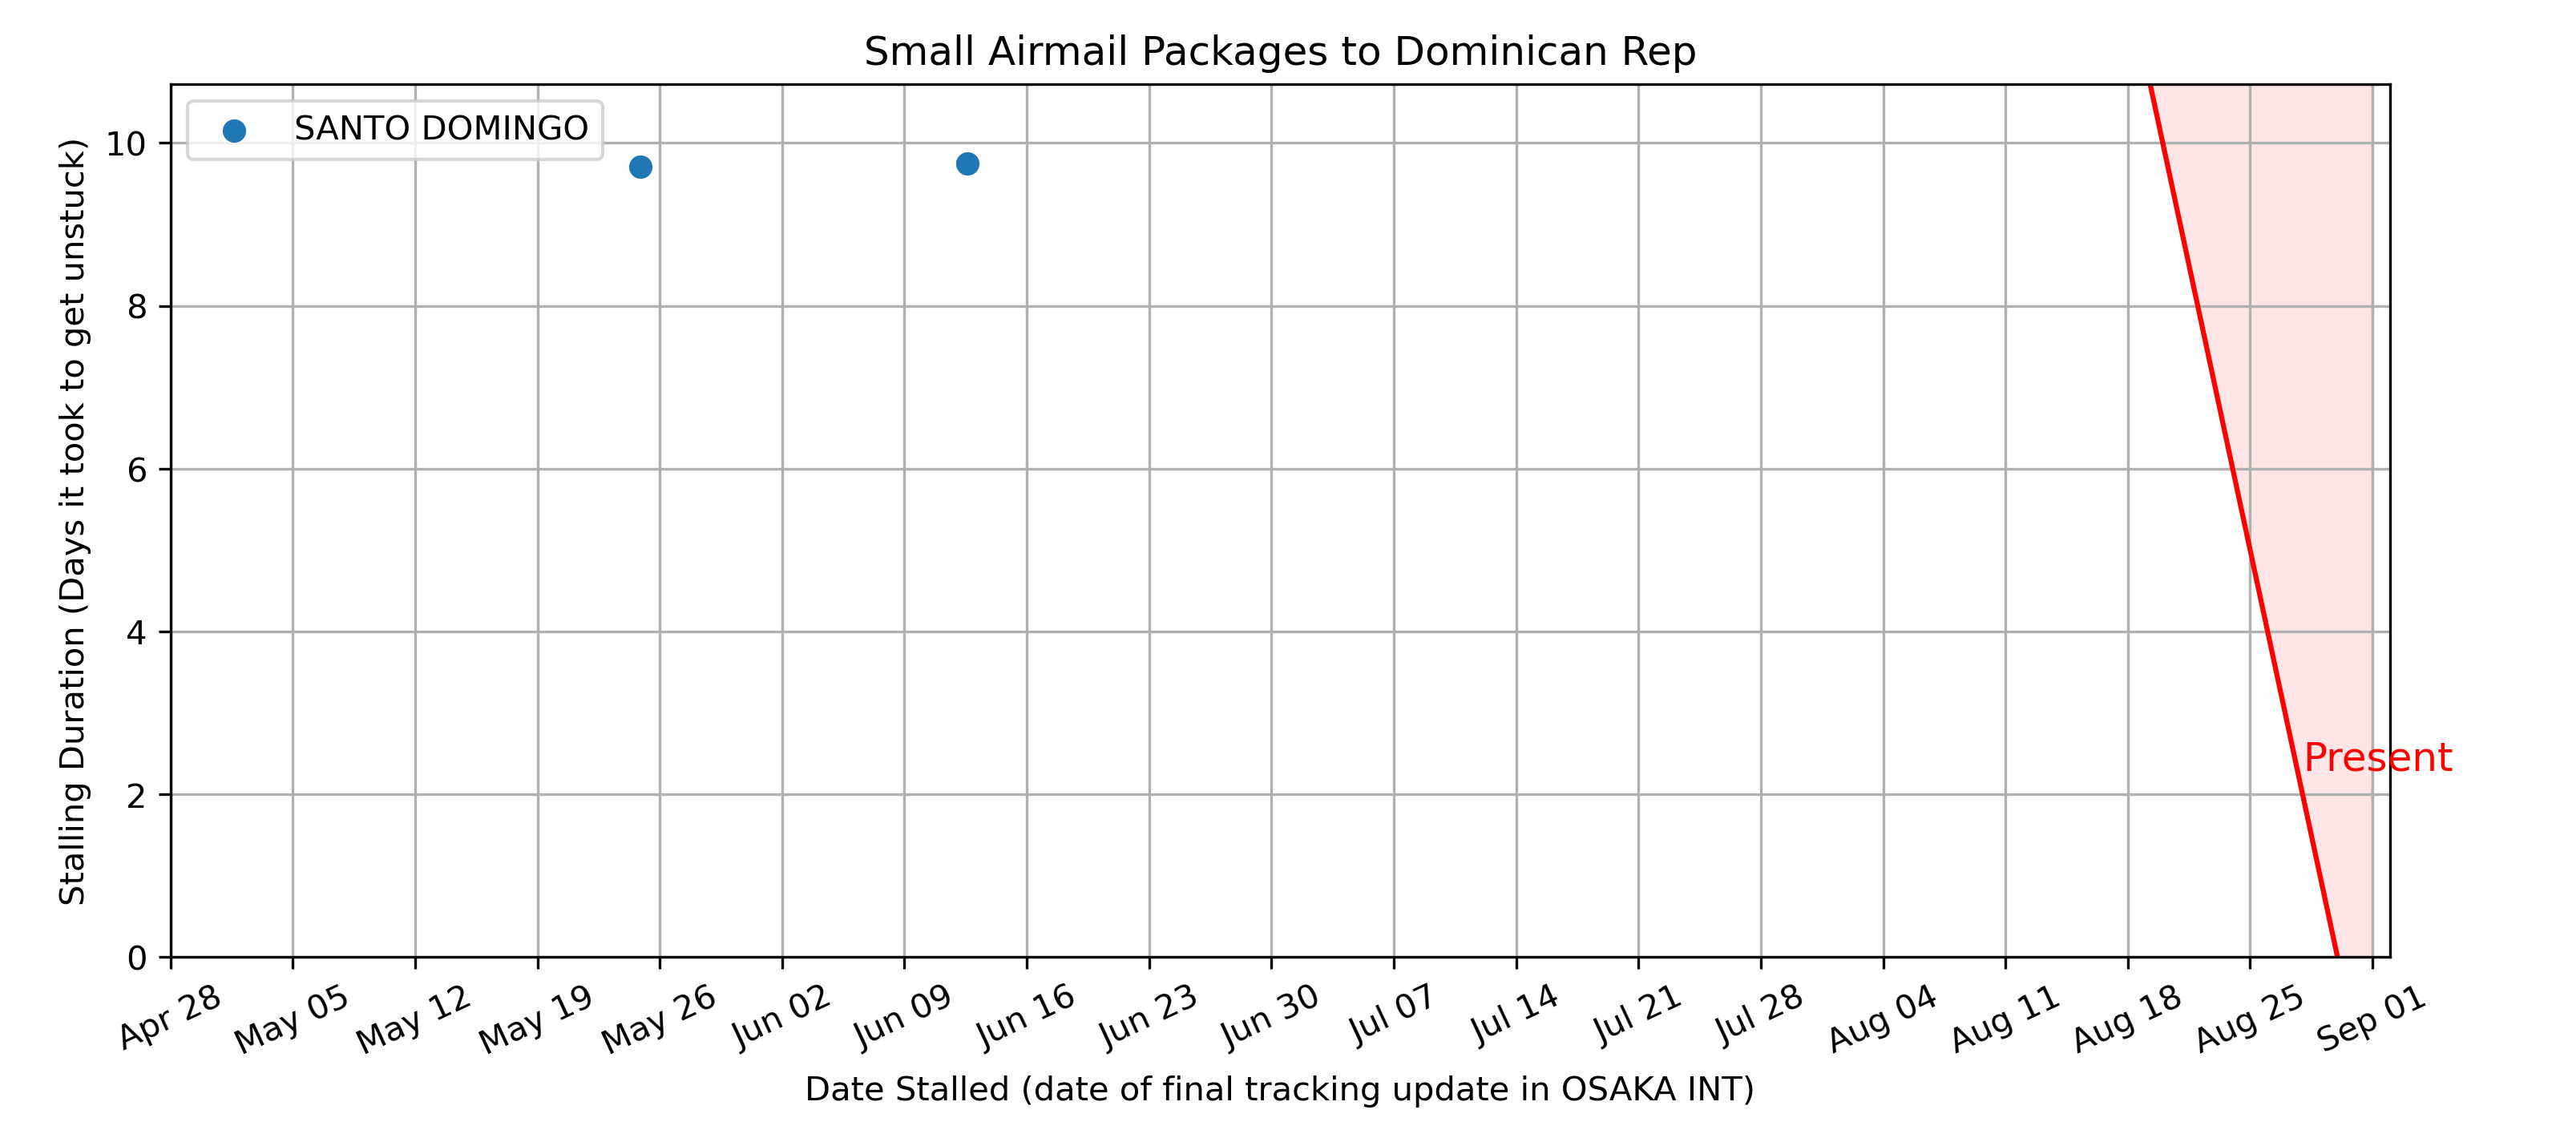 Small Airmail Packages to Dominican Rep
SANTO DOMINGO
Stalling Duration (Days it took to get unstuck)
10
8
6
4
2
0
Present
Apr 28
May 05
May 12
May 19
May 26
Jun 02
Jun 09
Jun 16
Jun 23
Jun 30
Jul 07
Jul 14
Jul 21
Jul 28
Aug 04
Aug 11
Aug 18
Aug 25
Sep 01
Date Stalled (date of final tracking update in OSAKA INT)